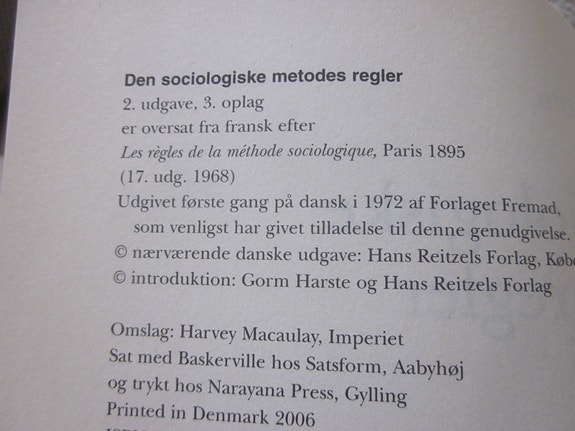 Den sociologiske metodes regler
2. udgave, 3. oplag
er oversat fra fransk efter
Les règles de la méthode sociologique, Paris 1895
(17. udg. 1968)
Udgivet første gang på dansk i 1972 af Forlaget Fremad,
som venligst har givet tilladelse til denne genudgivelse.
© nærværende danske udgave: Hans Reitzels Forlag,
© introduktion: Gorm Harste og Hans Reitzels Forlag
Omslag: Harvey Macaulay, Imperiet
Sat med Baskerville hos Satsform, Aabyhøj
og trykt hos Narayana Press, Gylling
Printed in Denmark 2006